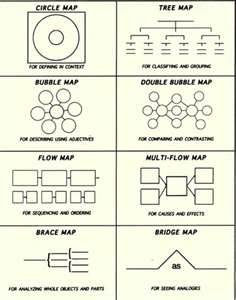 CIRCLE MAP
FOR DEFINING IN CONTEXT
TREE MAP
FOR CLASSIFYING AND GROUPING
BUBBLE MAP
FOR DESCRIBING USING ADJECTIVES
DOUBLE BUBBLE MAP
FOR COMPARING AND CONTRASTING
FLOW MAP
FOR SEQUENCING AND ORDERING
MULTI-FLOW MAP
FOR CAUSES AND EFFECTS
BRACE MAP
FOR ANALYZING WHOLE OBJECTS AND PARTS
BRIDGE MAP
as
FOR SEEING ANALOGIES